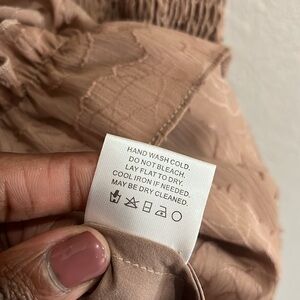 HAND WASH COLD.
DO NOT BLEACH.
LAY FLAT TO DRY.
COOL IRON IF NEEDED.
MAY BE DRY CLEANED.